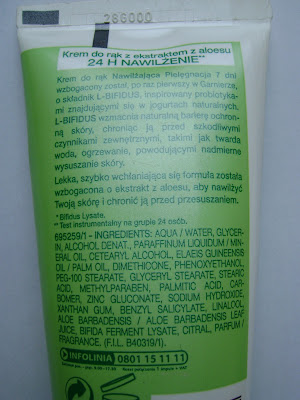 286000
Krem do rąk z ekstraktem z aloesu
24 H NAWILŻENIE**
Krem do rąk Nawilżająca Pielęgnacja 7 dni
wzbogacony został, po raz pierwszy w Garnierze,
o składnik L-BIFIDUS, inspirowany probiotyka-
mi znajdującymi się w jogurtach naturalnych.
L-BIFIDUS wzmacnia naturalną barierę ochron-
ną skóry, chroniąc ją przed szkodliwymi
czynnikami zewnętrznymi, takimi jak twarda
woda, ogrzewanie, powodującymi nadmierne
wysuszanie skóry.
Lekka, szybko wchłaniająca się formuła została
wzbogacona o ekstrakt z aloesu, aby nawilżyć
Twoją skórę i chronić ją przed przesuszaniem.
* Bifidus Lysate.
**Test instrumentalny na grupie 24 osób.
695259/1 - INGREDIENTS: AQUA / WATER, GLYCER-
IN, ALCOHOL DENAT., PARAFFINUM LIQUIDUM / MIN-
ERAL OIL, CETEARYL ALCOHOL, ELAEIS GUINEENSIS
OIL / PALM OIL, DIMETHICONE, PHENOXYETHANOL,
PEG-100 STEARATE, GLYCERYL STEARATE, STEARIC
ACID, METHYLPARABEN, PALMITIC ACID, CAR-
BOMER, ZINC GLUCONATE, SODIUM HYDROXIDE,
XANTHAN GUM, BENZYL SALICYLATE, LINALOOL,
ALOE BARBADENSIS / ALOE BARBADENSIS LEAF
JUICE, BIFIDA FERMENT LYSATE, CITRAL, PARFUM /
FRAGRANCE. (F.I.L. B40319/1).
INFOLINIA 0801 15 11 11